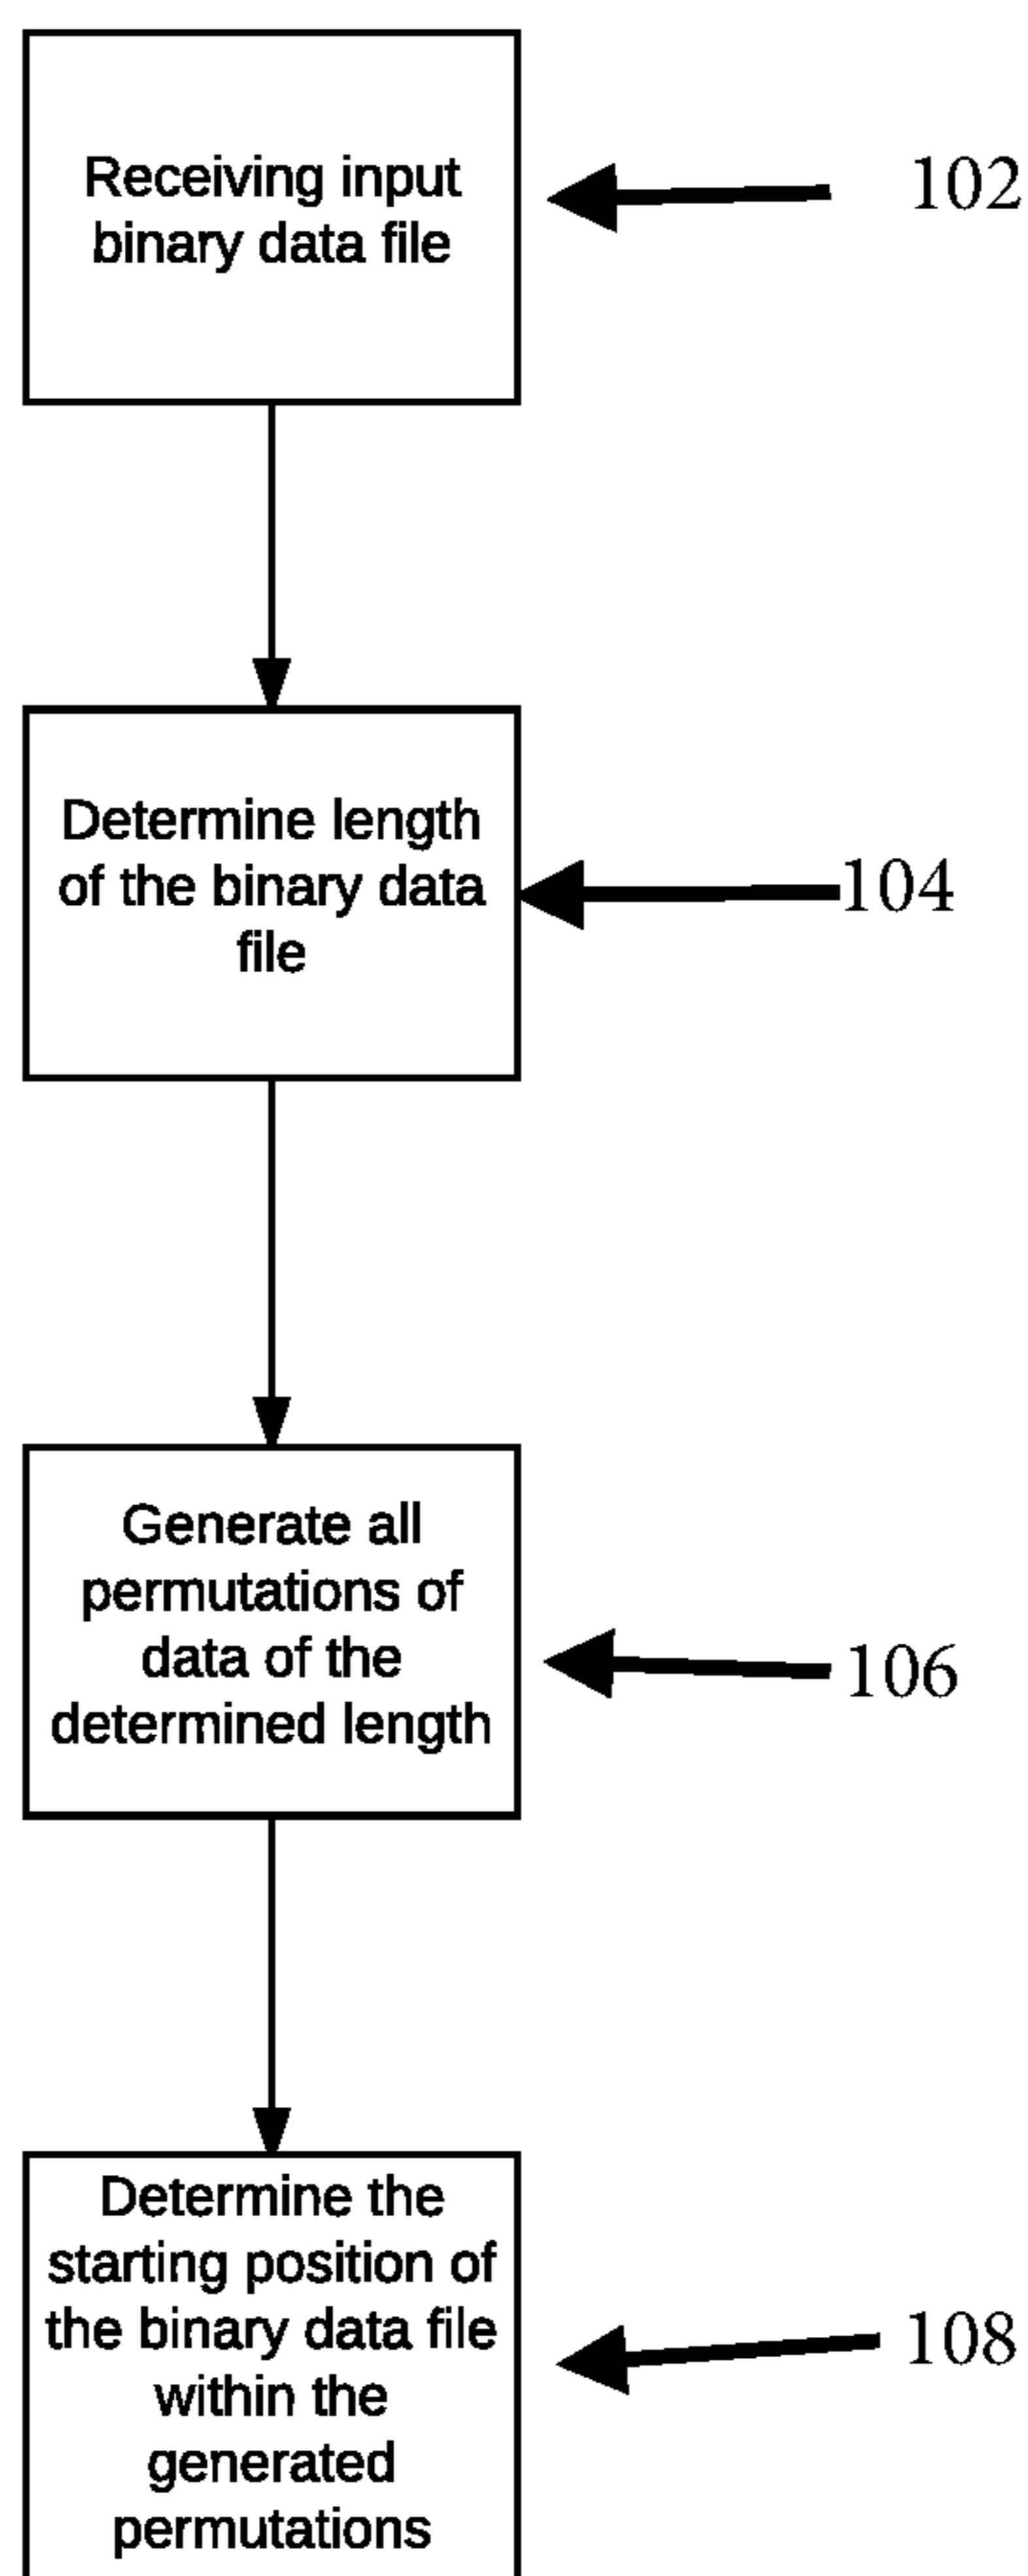 Receiving input
binary data file
102
Determine length
of the binary data
file
104
Generate all
permutations of
data of the
determined length
106
Determine the
starting position of
the binary data file
within the
generated
permutations
108